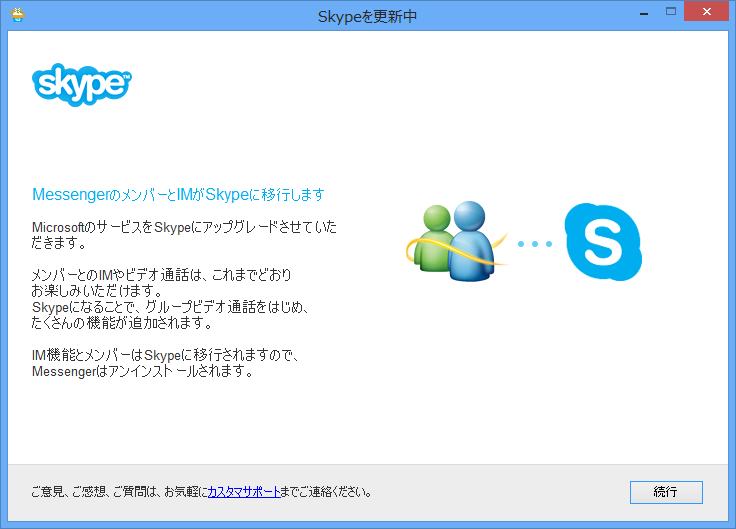 Skypeを更新中
skype™
MessengerのメンバーとIMがSkypeに移行します
MicrosoftのサービスをSkypeにアップグレードさせていた
だきます。
メンバーとのIMやビデオ通話は、これまでどおり
お楽しみいただけます。
Skypeになることで、グループビデオ通話をはじめ、
たくさんの機能が追加されます。
IM機能とメンバーはSkypeに移行されますので、
Messengerはアンインストールされます。
S
ご意見、ご感想、ご質問は、お気軽にカスタマサポートまでご連絡ください。
続行